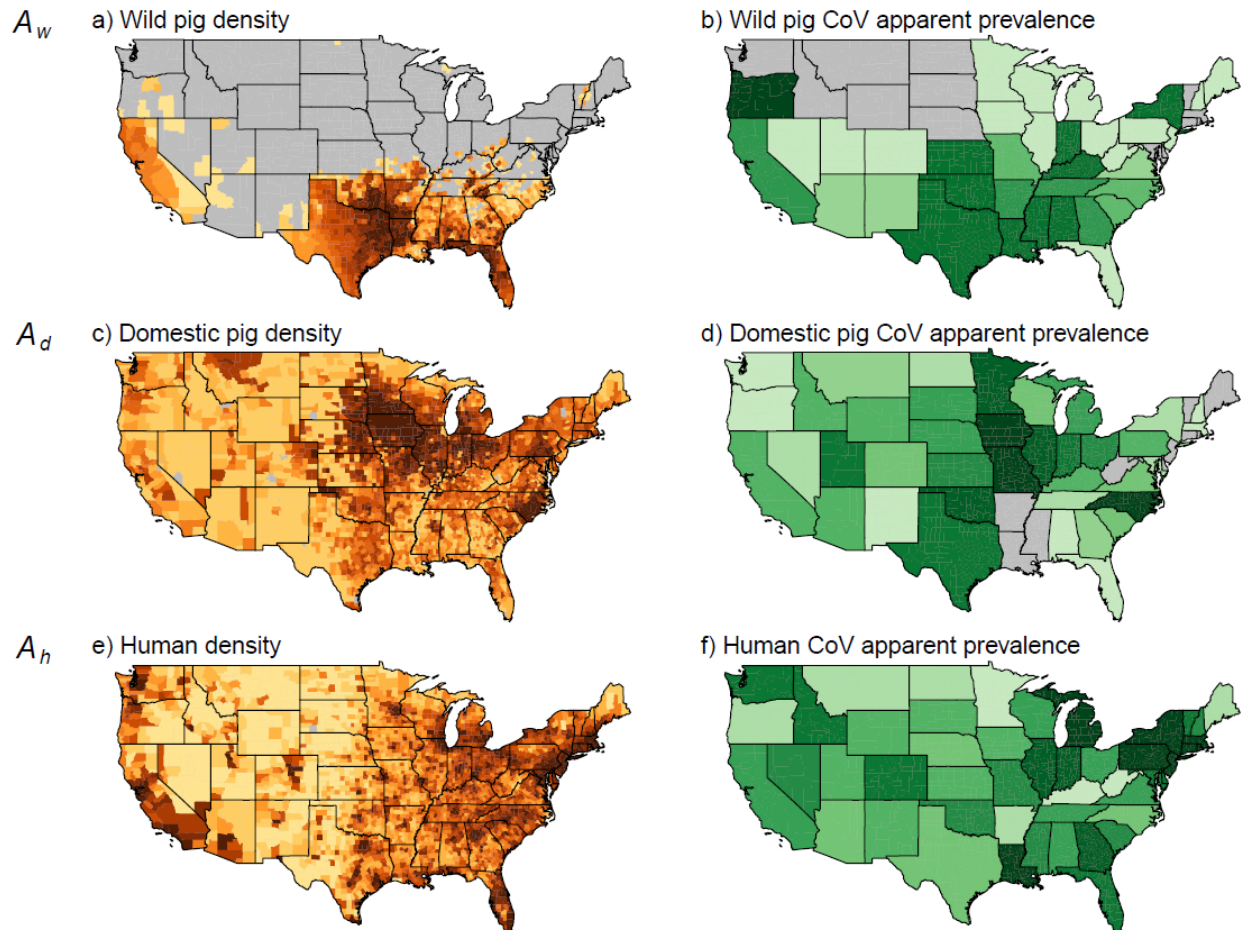 A_w a) Wild pig density b) Wild pig CoV apparent prevalence
A_d c) Domestic pig density d) Domestic pig CoV apparent prevalence
A_h e) Human density f) Human CoV apparent prevalence